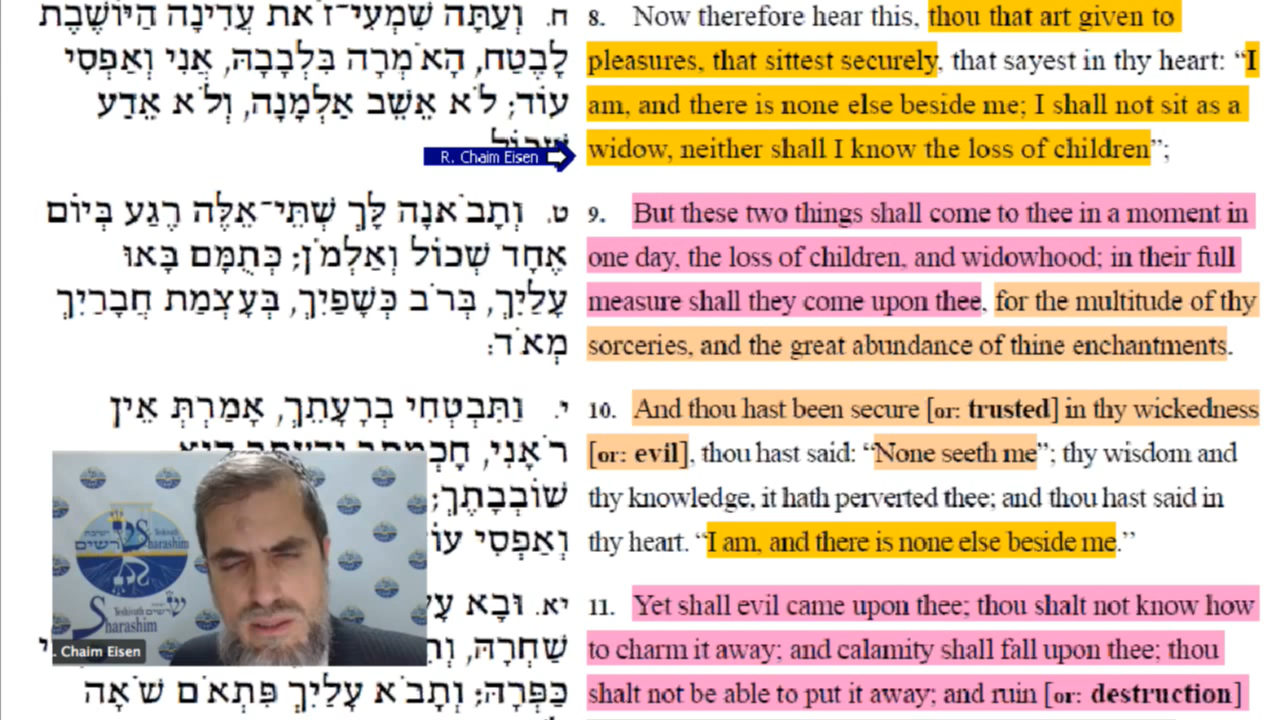 ח. וְעַתָּה שִׁמְעִי־זֹאת עֲדִינָה הַיּוֹשֶׁבֶת
לָבֶטַח, הָאֹמְרָה בִּלְבָבָהּ, אֲנִי וְאַפְסִי
עוֹד; לֹא אֵשֵׁב אַלְמָנָה, וְלֹא אֵדַע
R. Chaim Eisen
8. Now therefore hear this, thou that art given to
pleasures, that sittest securely, that sayest in thy heart: “I
am, and there is none else beside me; I shall not sit as a
widow, neither shall I know the loss of children”;
ט. וְתָבֹאנָה לָּךְ שְׁתֵּי־אֵלֶּה רֶגַע בְּיוֹם
אֶחָד שְׁכוֹל וְאַלְמֹן; כְּתֻמָּם בָּאוּ
עָלַיִךְ, בְּרֹב כְּשָׁפַיִךְ, בְּעָצְמַת חֲבָרַיִךְ
מְאֹד:
9. But these two things shall come to thee in a moment in
one day, the loss of children, and widowhood; in their full
measure shall they come upon thee, for the multitude of thy
sorceries, and the great abundance of thine enchantments.
י. וַתִּבְטְחִי בְרָעָתֵךְ, אָמַרְתְּ אֵין
רֹאָנִי,
שׁוֹבְבָתֶךְ;
וְאַפְסִי
10. And thou hast been secure [or: trusted] in thy wickedness
[or: evil], thou hast said: “None seeth me”; thy wisdom and
thy knowledge, it hath perverted thee; and thou hast said in
thy heart. “I am, and there is none else beside me.”
יא. וּבָא
שַׁחְרָהּ,
כַּפְּרָהּ; וְתָבֹא עָלַיִךְ פִּתְאֹם שֹׁאָה
11. Yet shall evil came upon thee; thou shalt not know how
to charm it away; and calamity shall fall upon thee; thou
shalt not be able to put it away; and ruin [or: destruction]
ישיבת
שרשים
Sharashim
Yeshivath
שרשים
Sharashim
. Chaim Eisen